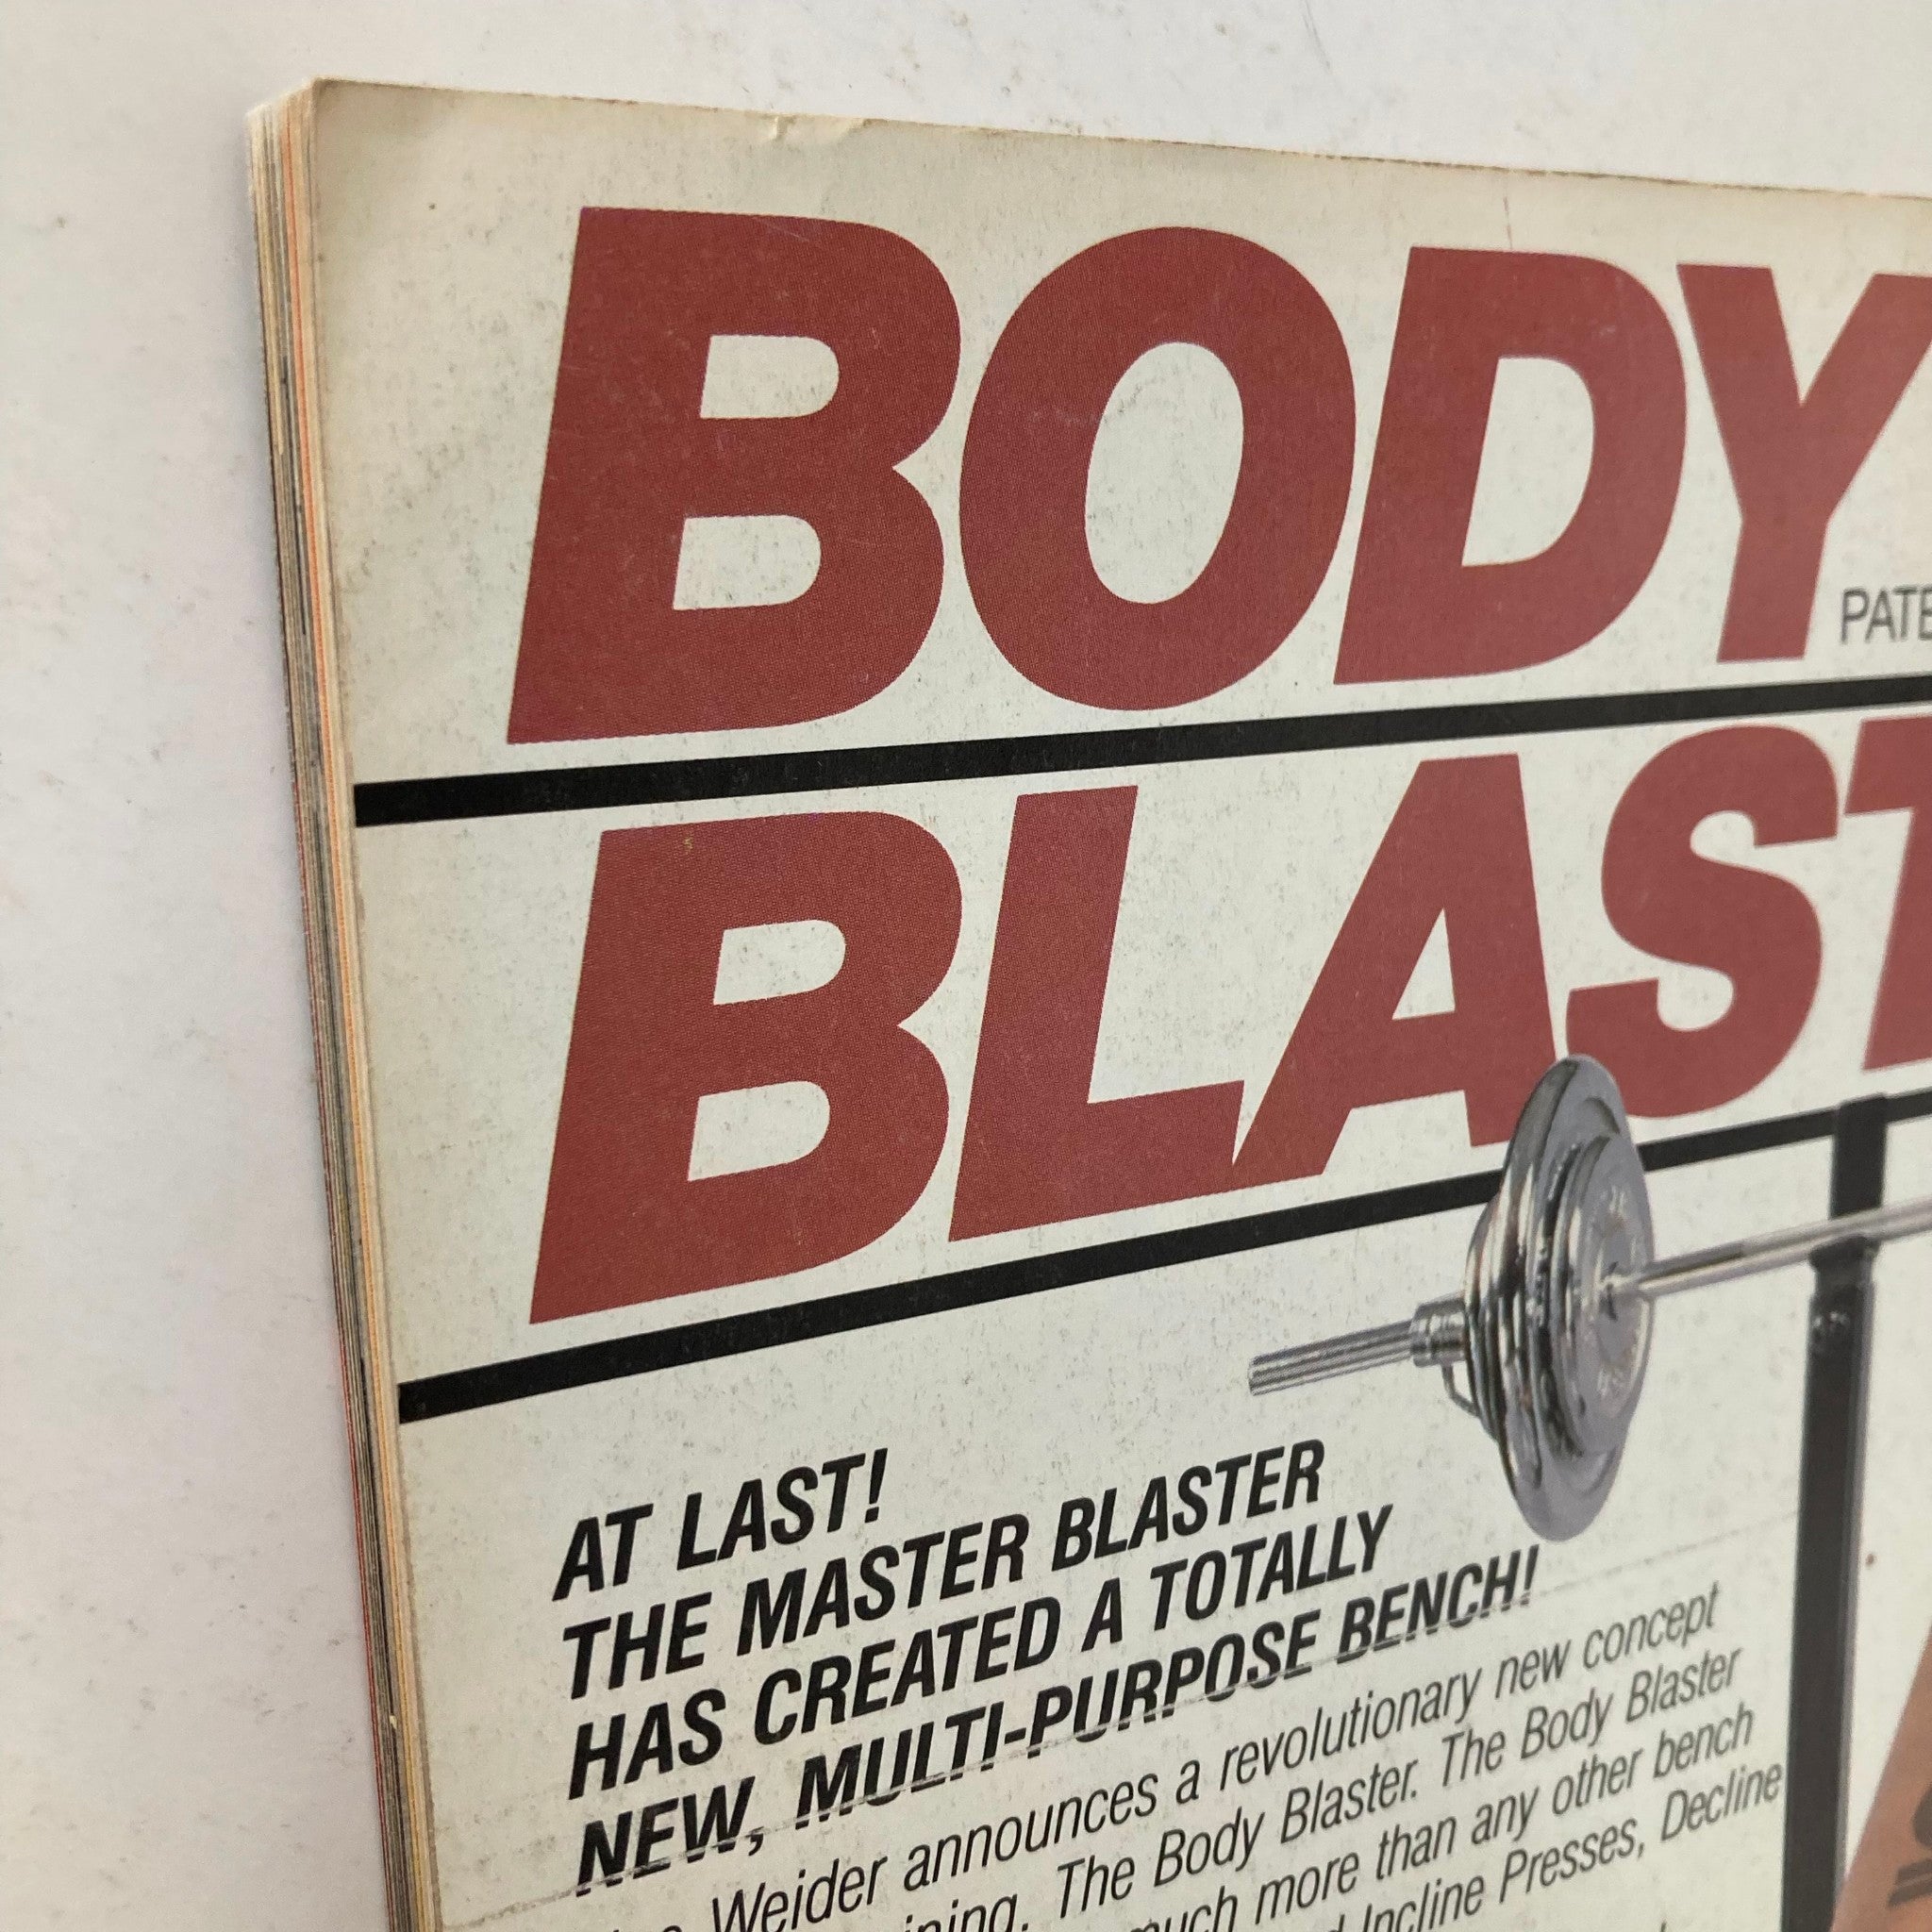 BODY
PATE
BLAST
AT LAST!
THE MASTER BLASTER
HAS CREATED A TOTALLY
NEW, MULTI-PURPOSE BENCH!
Weider announces a revolutionary new concept
The Body Blaster. The Body Blaster
much more than any other bench
Incline Presses, Decline